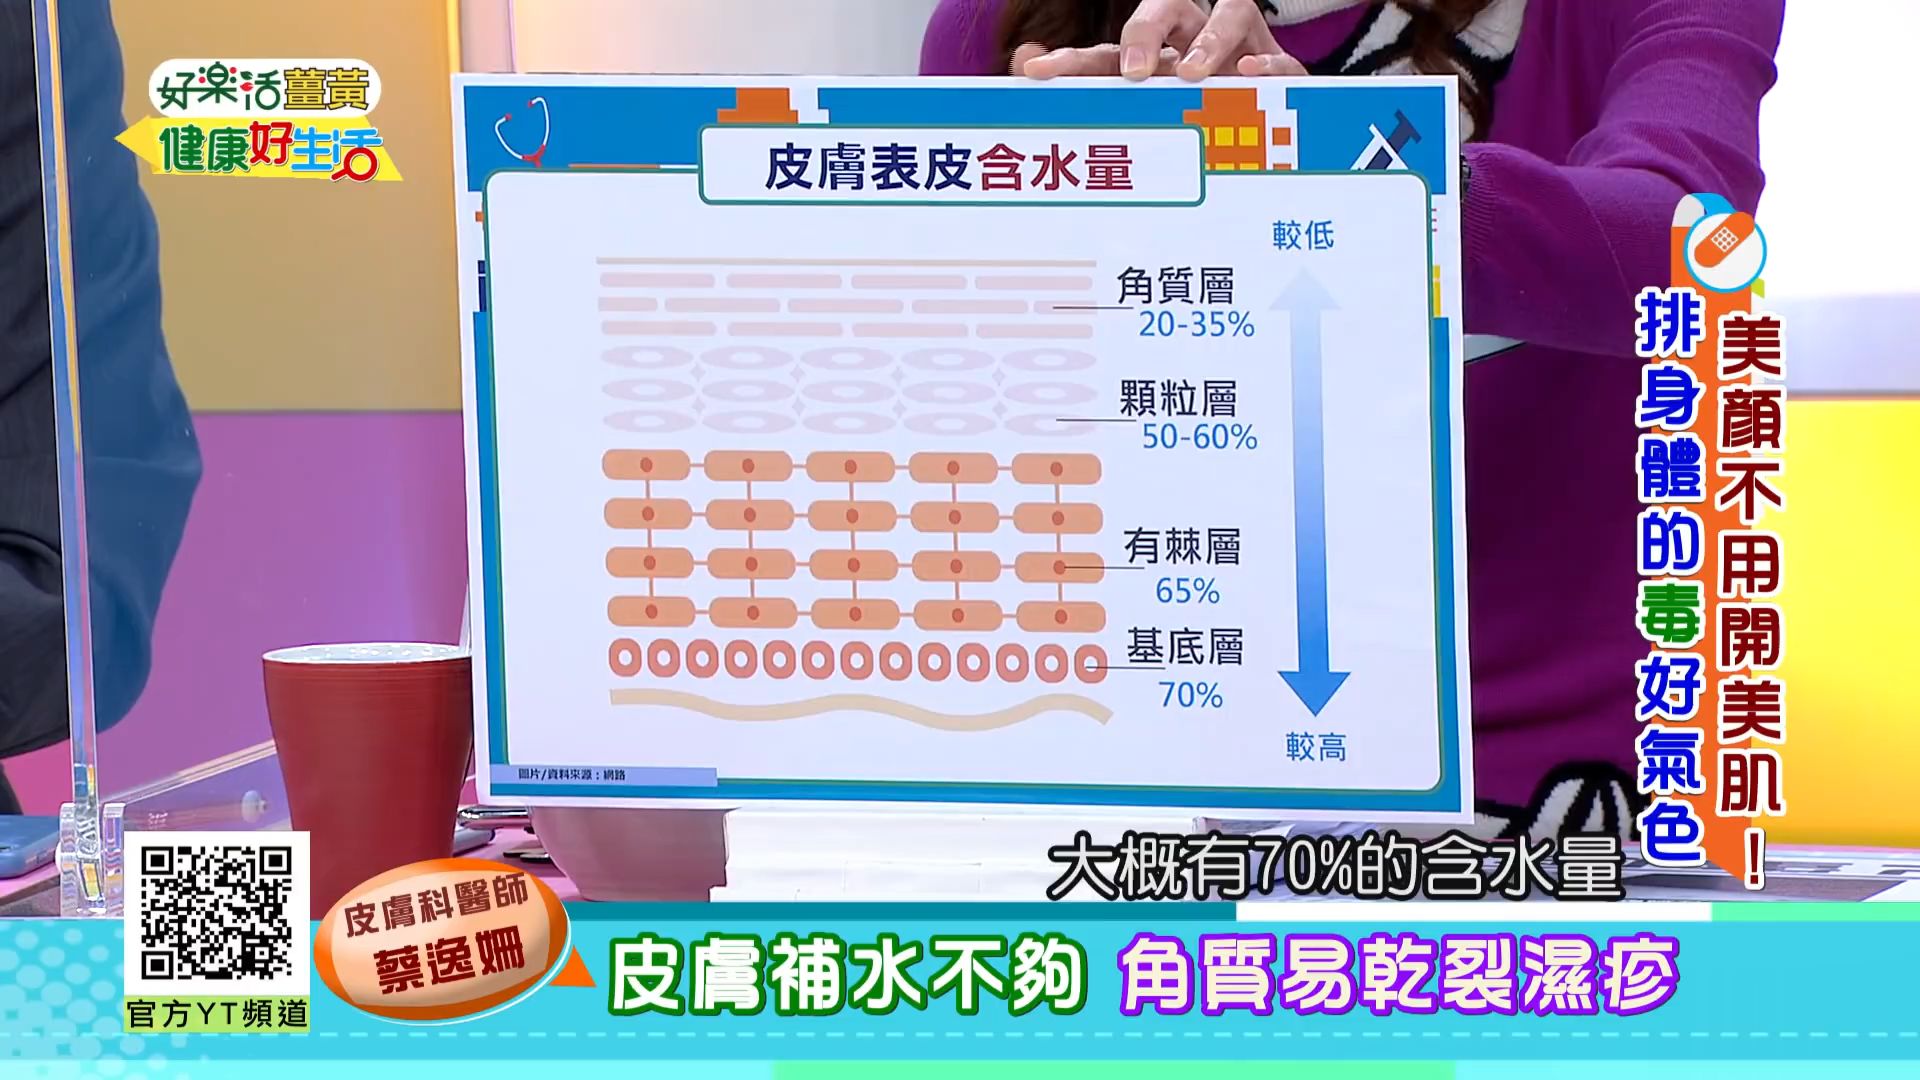 好樂活薑黃
健康好生活
皮膚表皮含水量
較低
角質層
20-35%
顆粒層
50-60%
有棘層
65%
基底層
70%
較高
圖片/資料來源：網路
美顏不用開美肌！
排身體的毒好氣色
大概有70%的含水量
皮膚科醫師
蔡逸姍
皮膚補水不夠 角質易乾裂濕疹
官方YT頻道